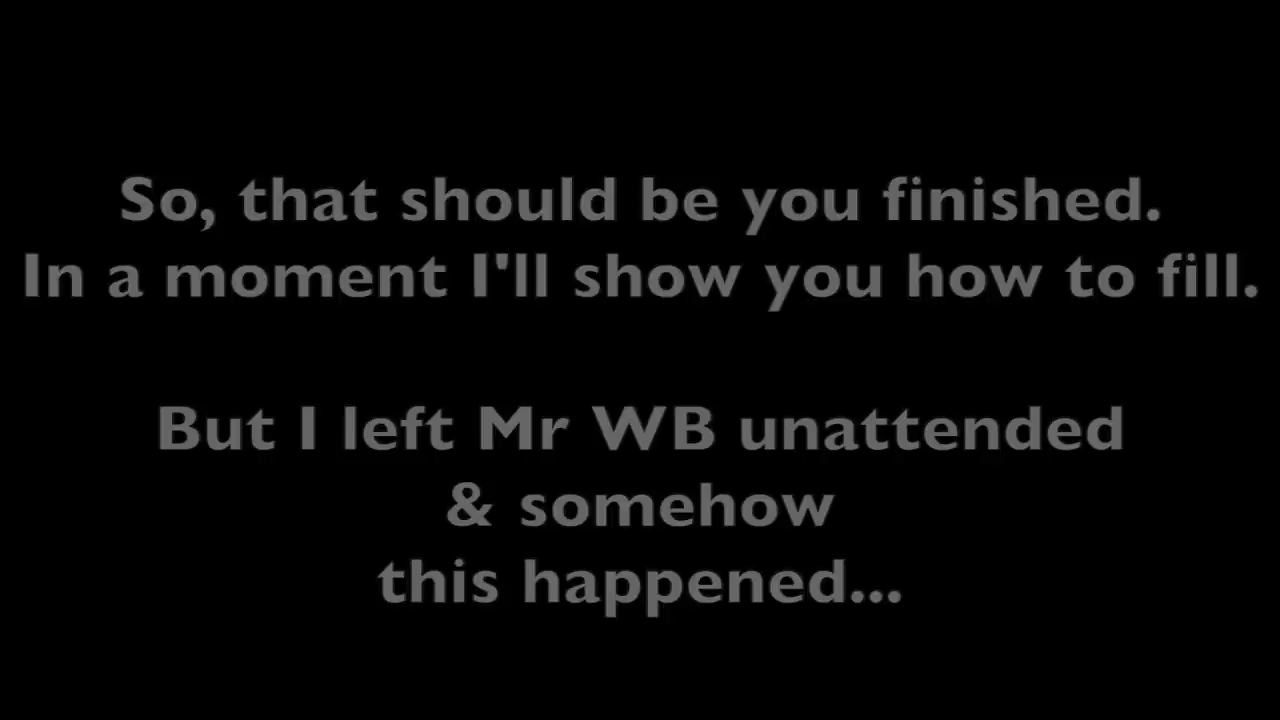 So, that should be you finished.
In a moment I'll show you how to fill.
But I left Mr WB unattended
& somehow
this happened...